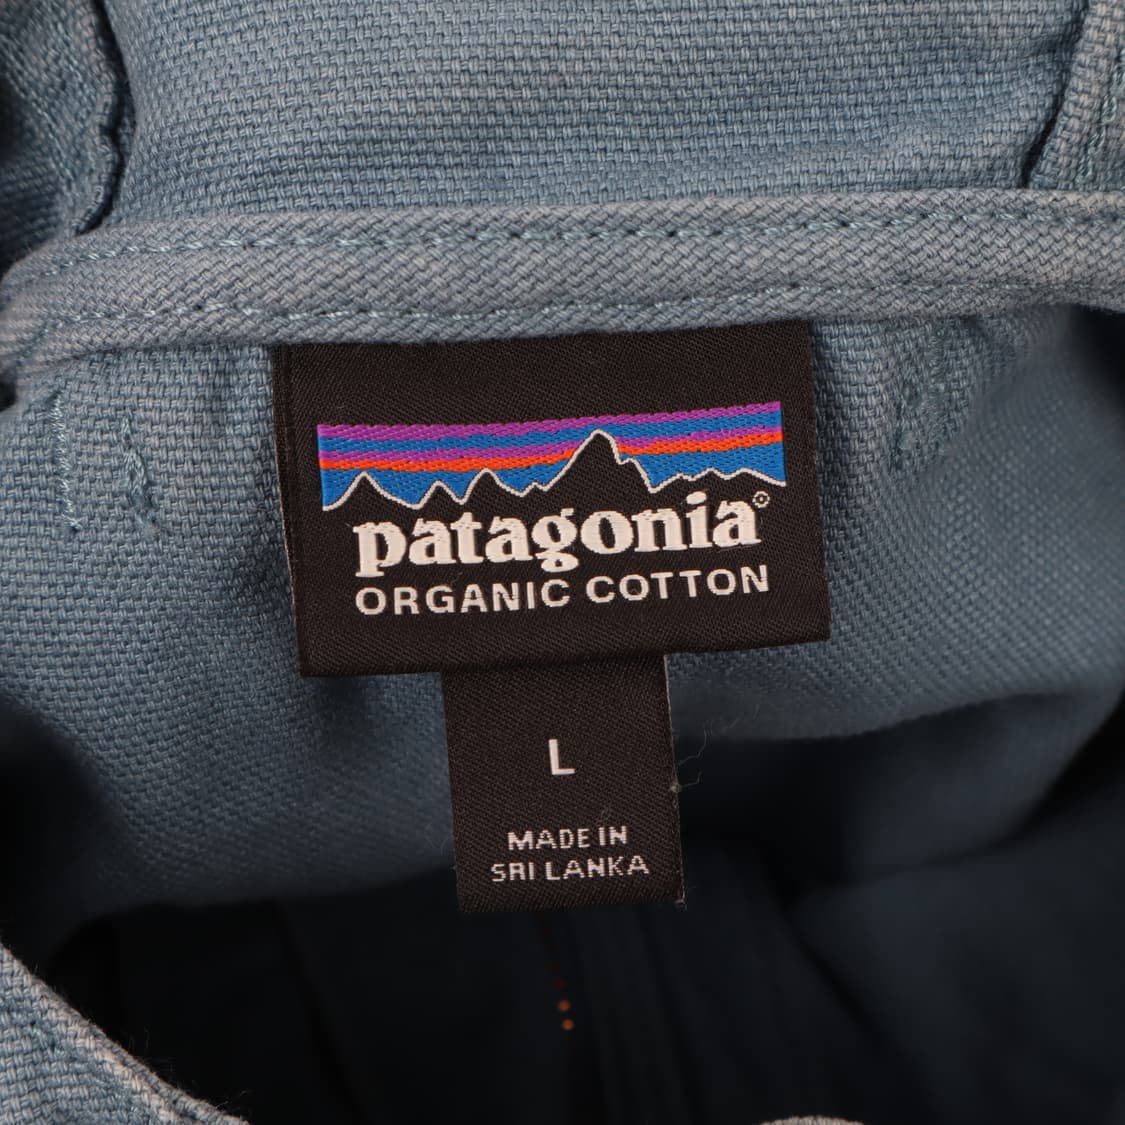 patagonia®
ORGANIC COTTON
L
MADE IN
SRI LANKA